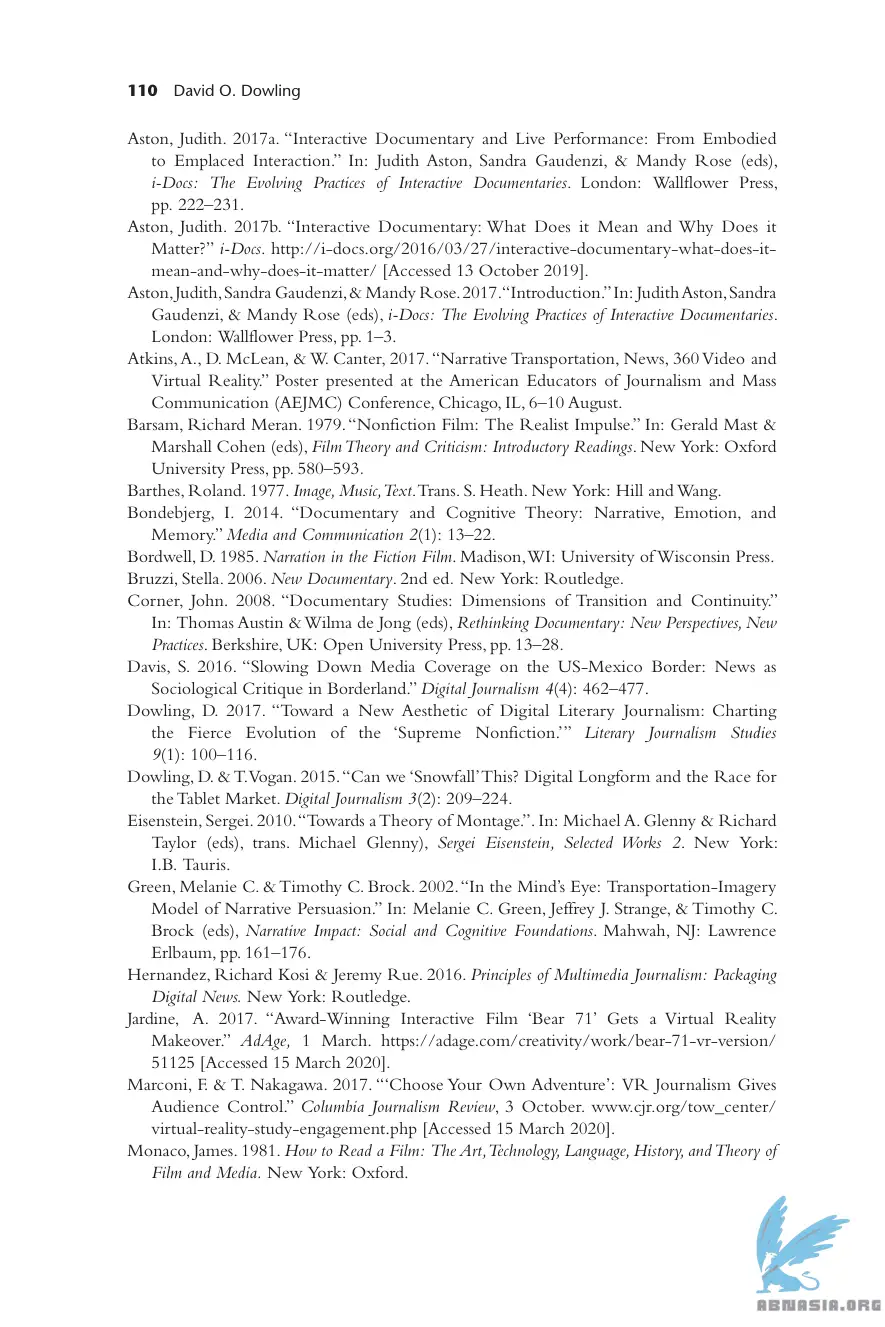 110 David O. Dowling
Aston, Judith. 2017a. “Interactive Documentary and Live Performance: From Embodied
to Emplaced Interaction.” In: Judith Aston, Sandra Gaudenzi, & Mandy Rose (eds),
i-Docs: The Evolving Practices of Interactive Documentaries. London: Wallflower Press,
pp. 222–231.
Aston, Judith. 2017b. “Interactive Documentary: What Does it Mean and Why Does it
Matter?” i-Docs. http://i-docs.org/2016/03/27/interactive-documentary-what-does-it-
mean-and-why-does-it-matter/ [Accessed 13 October 2019].
Aston, Judith, Sandra Gaudenzi, & Mandy Rose. 2017. “Introduction.” In: Judith Aston, Sandra
Gaudenzi, & Mandy Rose (eds), i-Docs: The Evolving Practices of Interactive Documentaries.
London: Wallflower Press, pp. 1–3.
Atkins, A., D. McLean, & W. Canter, 2017. “Narrative Transportation, News, 360 Video and
Virtual Reality.” Poster presented at the American Educators of Journalism and Mass
Communication (AEJMC) Conference, Chicago, IL, 6–10 August.
Barsam, Richard Meran. 1979. “Nonfiction Film: The Realist Impulse.” In: Gerald Mast &
Marshall Cohen (eds), Film Theory and Criticism: Introductory Readings. New York: Oxford
University Press, pp. 580–593.
Barthes, Roland. 1977. Image, Music, Text. Trans. S. Heath. New York: Hill and Wang.
Bondebjerg, I. 2014. “Documentary and Cognitive Theory: Narrative, Emotion, and
Memory.” Media and Communication 2(1): 13–22.
Bordwell, D. 1985. Narration in the Fiction Film. Madison, WI: University of Wisconsin Press.
Bruzzi, Stella. 2006. New Documentary. 2nd ed. New York: Routledge.
Corner, John. 2008. “Documentary Studies: Dimensions of Transition and Continuity.”
In: Thomas Austin & Wilma de Jong (eds), Rethinking Documentary: New Perspectives, New
Practices. Berkshire, UK: Open University Press, pp. 13–28.
Davis, S. 2016. “Slowing Down Media Coverage on the US-Mexico Border: News as
Sociological Critique in Borderland.” Digital Journalism 4(4): 462–477.
Dowling, D. 2017. “Toward a New Aesthetic of Digital Literary Journalism: Charting
the Fierce Evolution of the ‘Supreme Nonfiction.’” Literary Journalism Studies
9(1): 100–116.
Dowling, D. & T. Vogan. 2015. “Can we ‘Snowfall’ This? Digital Longform and the Race for
the Tablet Market. Digital Journalism 3(2): 209–224.
Eisenstein, Sergei. 2010. “Towards a Theory of Montage.”. In: Michael A. Glenny & Richard
Taylor (eds), trans. Michael Glenny), Sergei Eisenstein, Selected Works 2. New York:
I.B. Tauris.
Green, Melanie C. & Timothy C. Brock. 2002. “In the Mind’s Eye: Transportation-Imagery
Model of Narrative Persuasion.” In: Melanie C. Green, Jeffrey J. Strange, & Timothy C.
Brock (eds), Narrative Impact: Social and Cognitive Foundations. Mahwah, NJ: Lawrence
Erlbaum, pp. 161–176.
Hernandez, Richard Kosi & Jeremy Rue. 2016. Principles of Multimedia Journalism: Packaging
Digital News. New York: Routledge.
Jardine, A. 2017. “Award-Winning Interactive Film ‘Bear 71’ Gets a Virtual Reality
Makeover.” AdAge, 1 March. https://adage.com/creativity/work/bear-71-vr-version/
51125 [Accessed 15 March 2020].
Marconi, F. & T. Nakagawa. 2017. “‘Choose Your Own Adventure’: VR Journalism Gives
Audience Control.” Columbia Journalism Review, 3 October. www.cjr.org/tow_center/
virtual-reality-study-engagement.php [Accessed 15 March 2020].
Monaco, James. 1981. How to Read a Film: The Art, Technology, Language, History, and Theory of
Film and Media. New York: Oxford.
ABNASIA.ORG